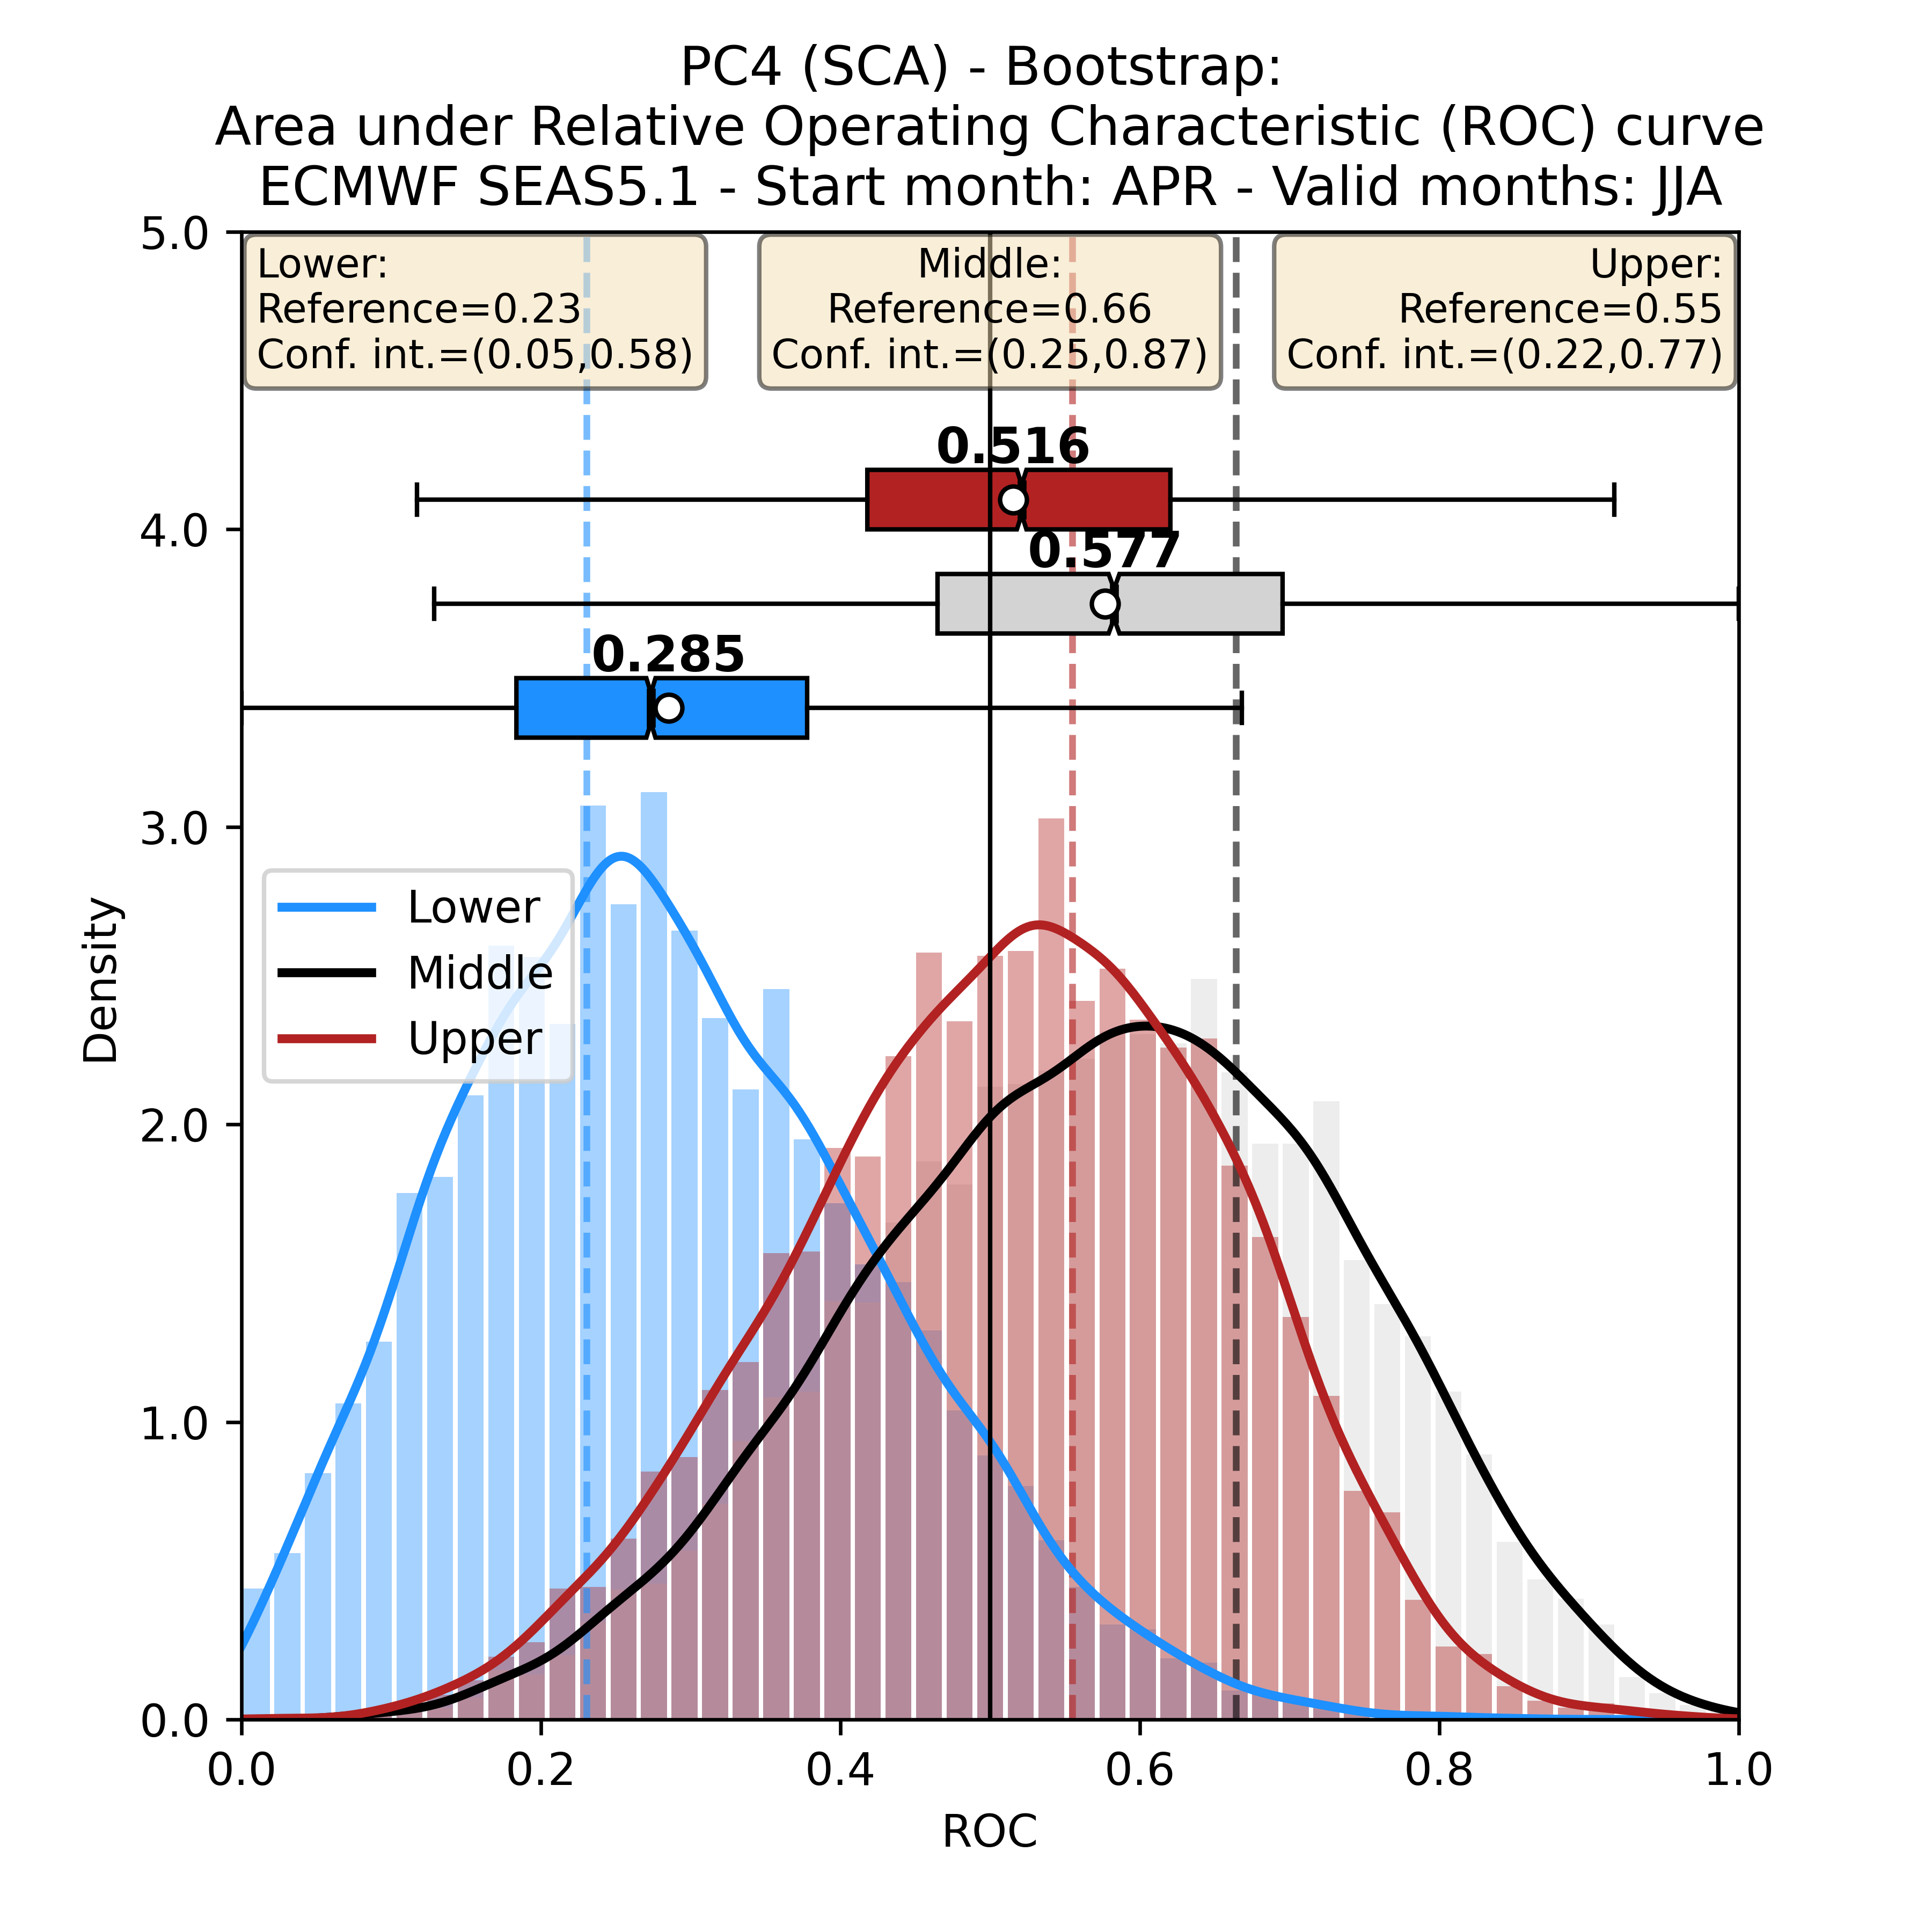 PC4 (SCA) - Bootstrap:
Area under Relative Operating Characteristic (ROC) curve
ECMWF SEAS5.1 - Start month: APR - Valid months: JJA
Lower:
Reference=0.23
Conf. int.=(0.05,0.58)
Middle:
Reference=0.66
Conf. int.=(0.25,0.87)
Upper:
Reference=0.55
Conf. int.=(0.22,0.77)
0.516
0.577
0.285
Lower
Middle
Upper
Density
5.0
4.0
3.0
2.0
1.0
0.0
0.0
0.2
0.4
0.6
0.8
1.0
ROC